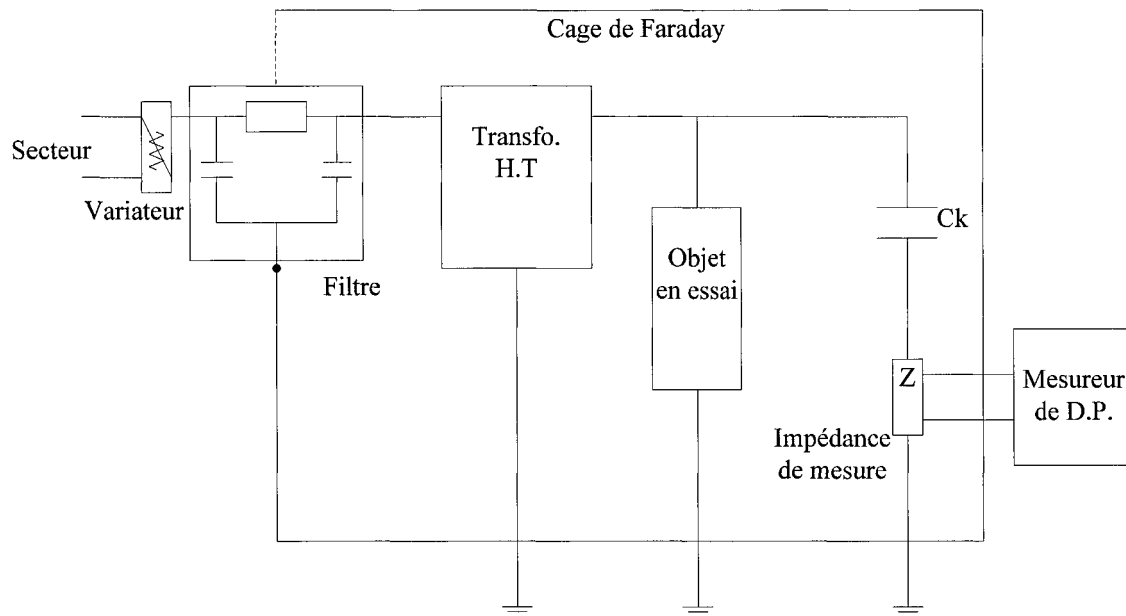 Cage de Faraday
Secteur
Variateur
Filtre
Transfo.
H.T
Objet
en essai
Ck
Z
Impédance
de mesure
Mesureur
de D.P.